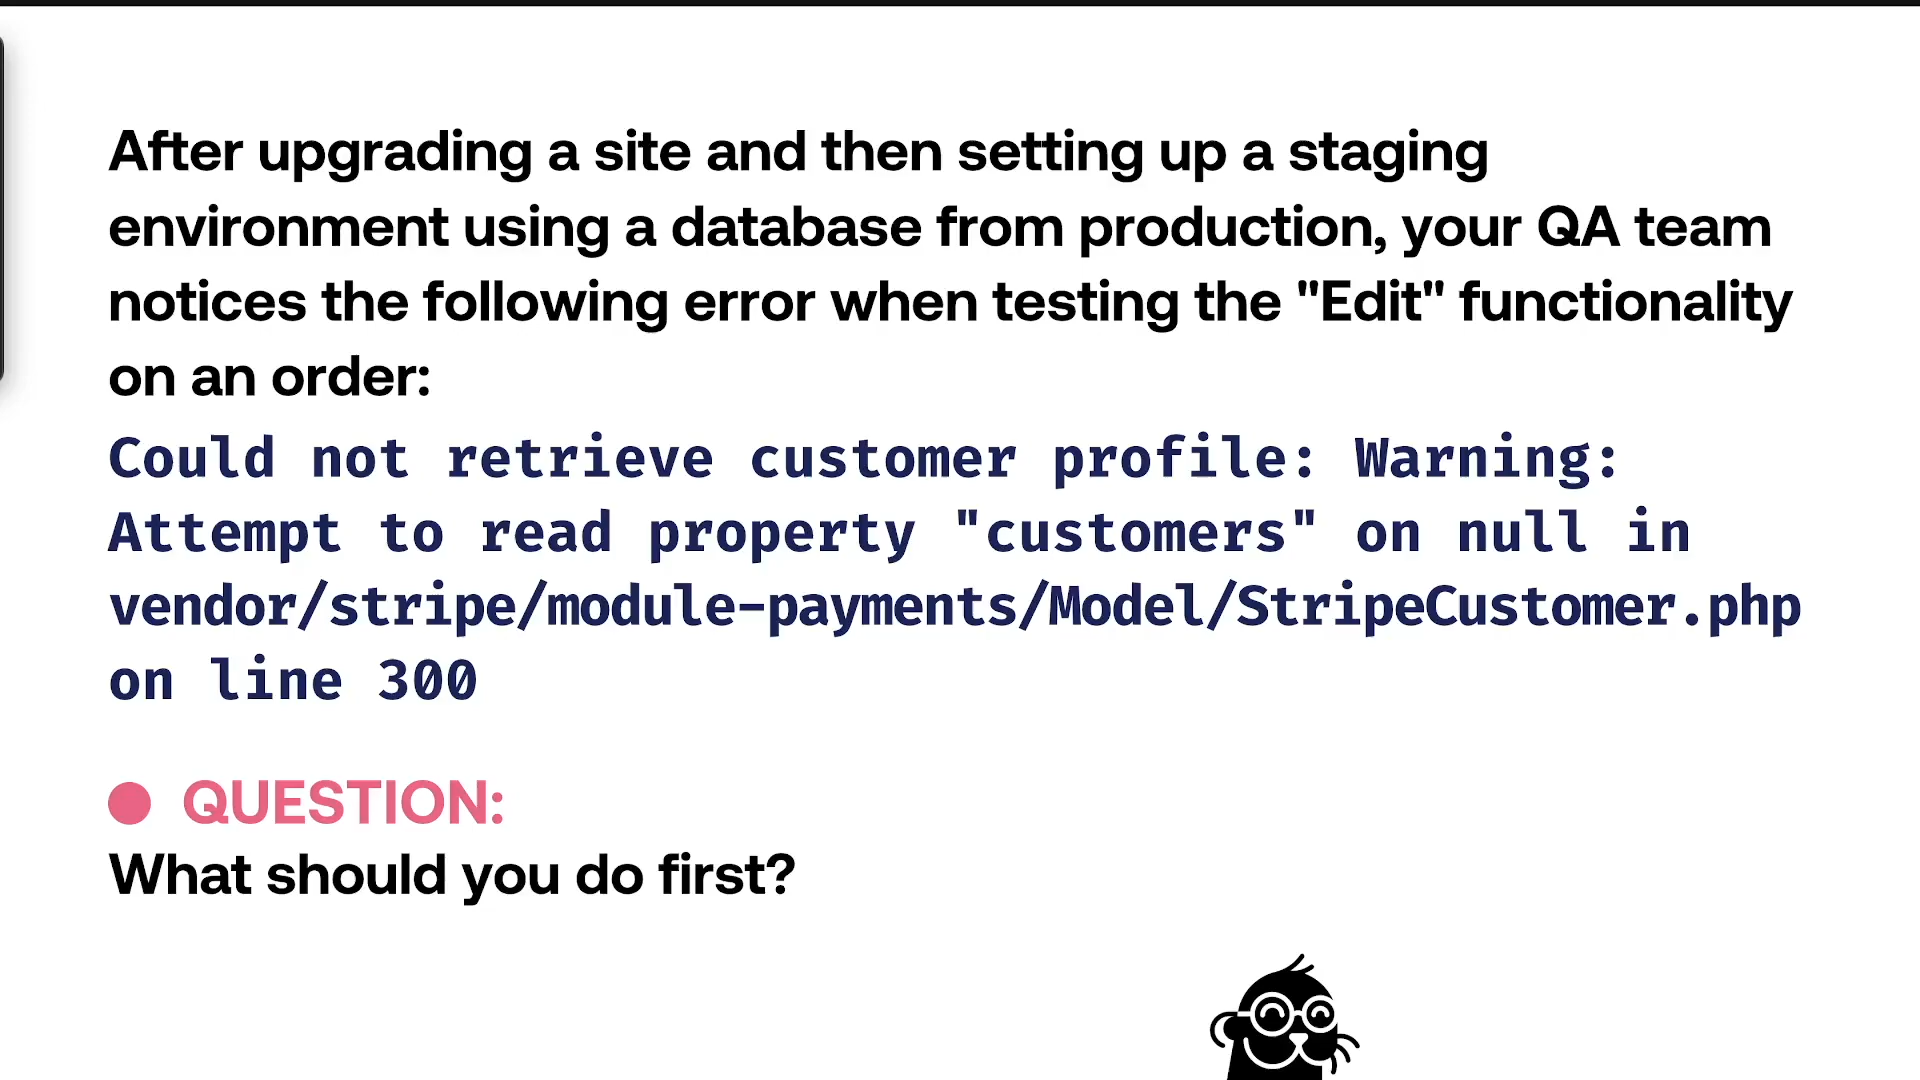 After upgrading a site and then setting up a staging
environment using a database from production, your QA team
notices the following error when testing the "Edit" functionality
on an order:
Could not retrieve customer profile: Warning:
Attempt to read property "customers" on null in
vendor/stripe/module-payments/Model/StripeCustomer.php
on line 300
QUESTION:
What should you do first?